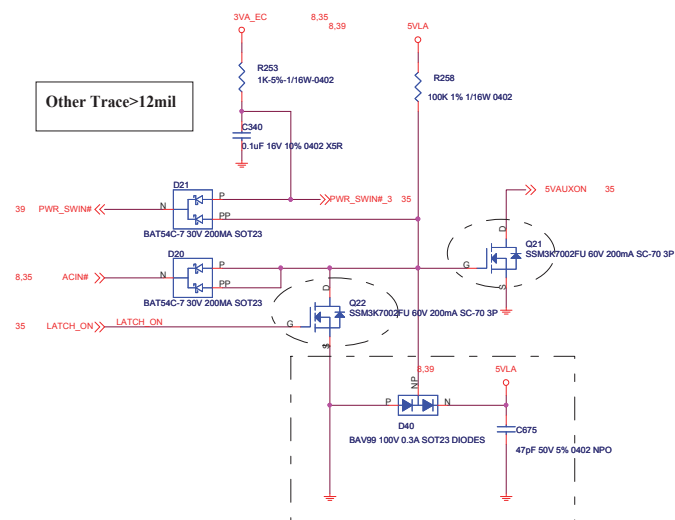 3VA_EC 8,35
8,39 5VLA
R253
1K-5%-1/16W-0402
R258
100K 1% 1/16W 0402
Other Trace>12mil
C340
0.1uF 16V 10% 0402 X5R
D21
P
39 PWR_SWIN# N
PP
PWR_SWIN#_3 35
BAT54C-7 30V 200MA SOT23
5VAUXON 35
D
Q21
SSM3K7002FU 60V 200mA SC-70 3P
G
S
D20
P
8,35 ACIN# N
PP
BAT54C-7 30V 200MA SOT23
D
Q22
SSM3K7002FU 60V 200mA SC-70 3P
35 LATCH_ON LATCH_ON G
S
8,39 5VLA
NP
P N
D40
BAV99 100V 0.3A SOT23 DIODES
C675
47pF 50V 5% 0402 NPO